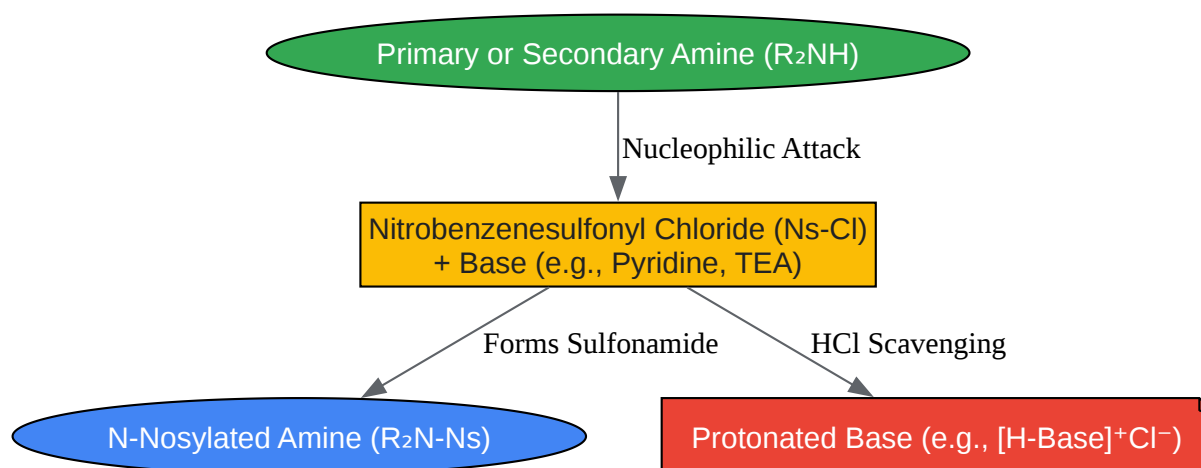 Primary or Secondary Amine (R₂NH)
Nucleophilic Attack
Nitrobenzenesulfonyl Chloride (Ns-Cl)
+ Base (e.g., Pyridine, TEA)
Forms Sulfonamide
HCl Scavenging
N-Nosylated Amine (R₂N-Ns)
Protonated Base (e.g., [H-Base]⁺Cl⁻)